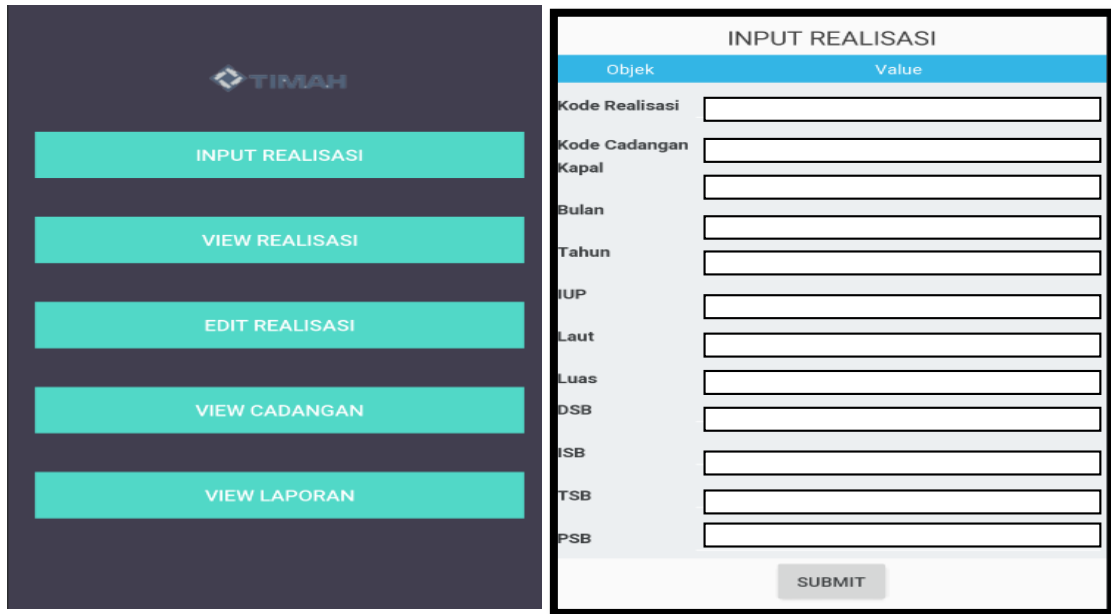 TIMAH
INPUT REALISASI
VIEW REALISASI
EDIT REALISASI
VIEW CADANGAN
VIEW LAPORAN
INPUT REALISASI
Objek Value
Kode Realisasi
Kode Cadangan
Kapal
Bulan
Tahun
IUP
Laut
Luas
DSB
ISB
TSB
PSB
SUBMIT